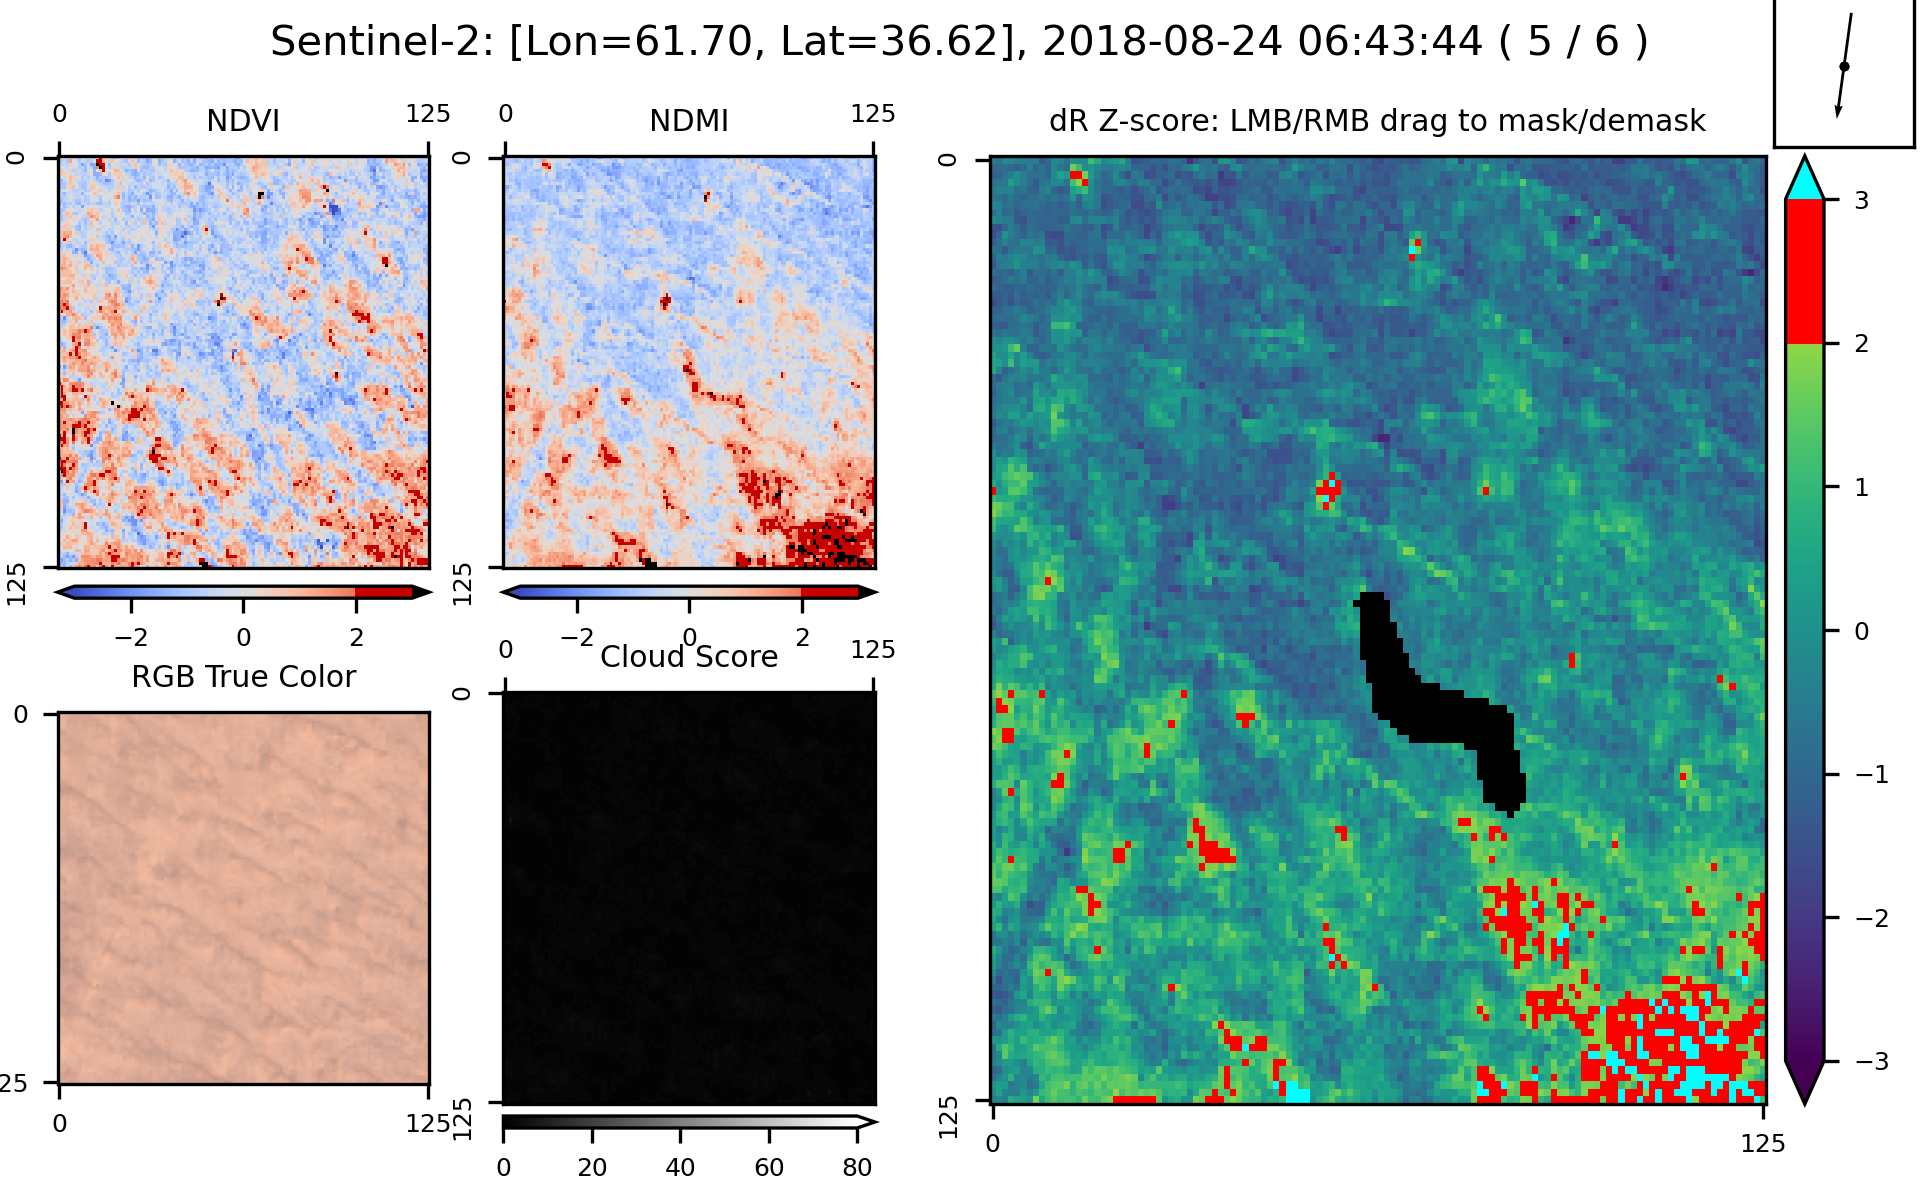 Sentinel-2: [Lon=61.70, Lat=36.62], 2018-08-24 06:43:44 ( 5 / 6 )
0 125 0 125
NDVI NDMI dR Z-score: LMB/RMB drag to mask/demask
0 0 0
3
2
1
0
−1
−2
−3
125 125
−2 0 2 −2 0 2
0 125
RGB True Color Cloud Score
0 0
25 125 125
0 125
0 20 40 60 80
0 125